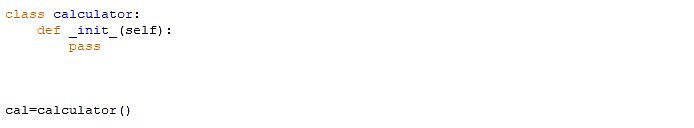 class calculator:
    def _init_(self):
        pass
cal=calculator()